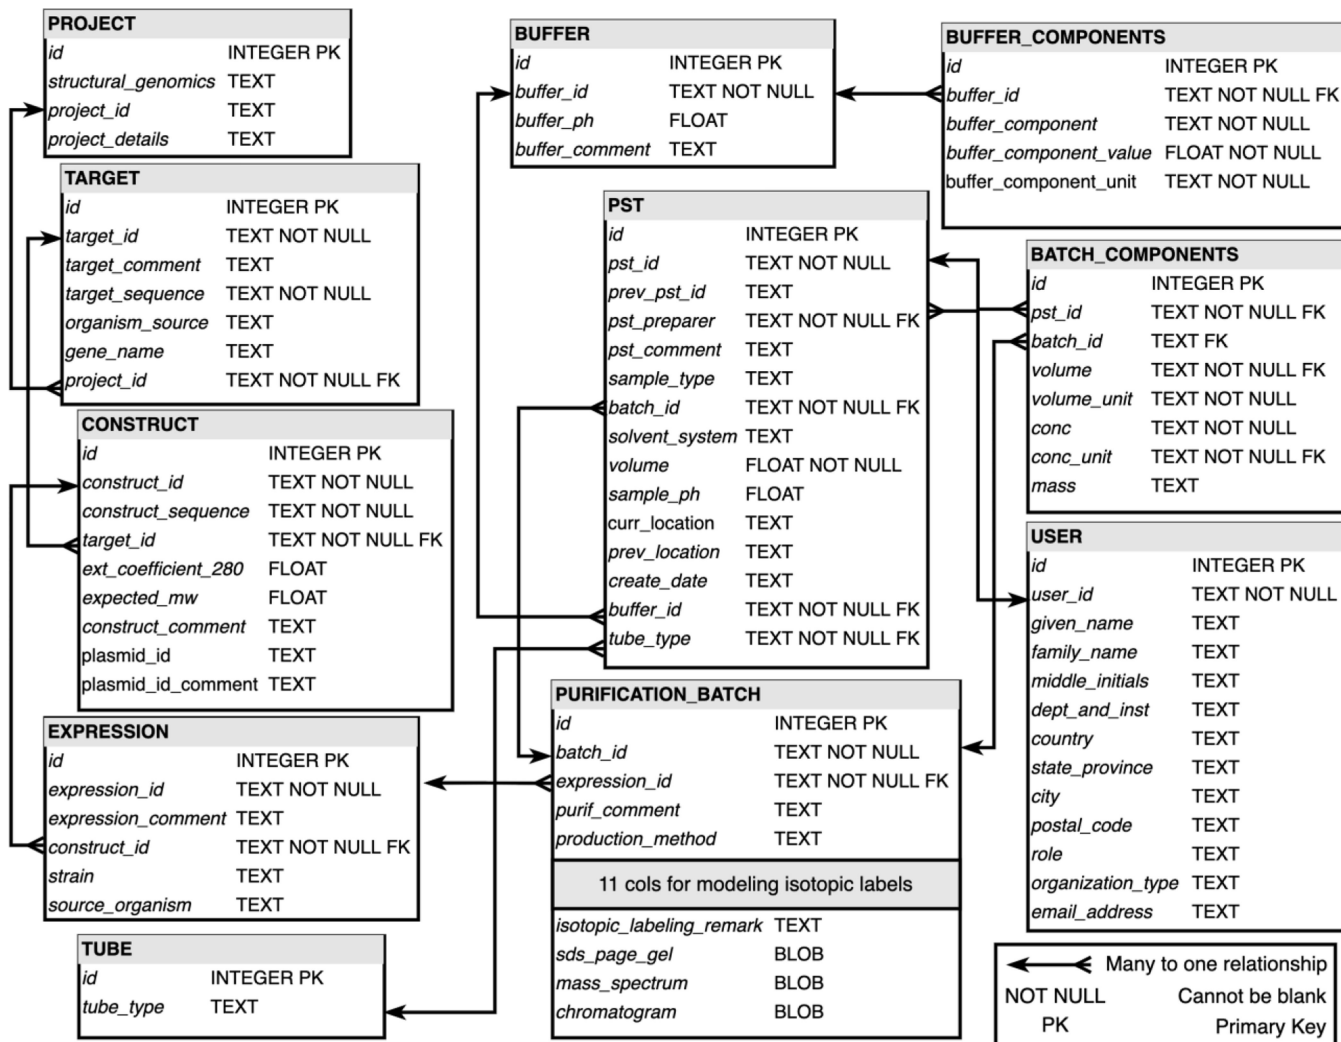 PROJECT
id INTEGER PK
structural_genomics TEXT
project_id TEXT
project_details TEXT
TARGET
id INTEGER PK
target_id TEXT NOT NULL
target_comment TEXT
target_sequence TEXT NOT NULL
organism_source TEXT
gene_name TEXT
project_id TEXT NOT NULL FK
CONSTRUCT
id INTEGER PK
construct_id TEXT NOT NULL
construct_sequence TEXT NOT NULL
target_id TEXT NOT NULL FK
ext_coefficient_280 FLOAT
expected_mw FLOAT
construct_comment TEXT
plasmid_id TEXT
plasmid_id_comment TEXT
EXPRESSION
id INTEGER PK
expression_id TEXT NOT NULL
expression_comment TEXT
construct_id TEXT NOT NULL FK
strain TEXT
source_organism TEXT
TUBE
id INTEGER PK
tube_type TEXT
BUFFER
id INTEGER PK
buffer_id TEXT NOT NULL
buffer_ph FLOAT
buffer_comment TEXT
PST
id INTEGER PK
pst_id TEXT NOT NULL
prev_pst_id TEXT
pst_preparer TEXT NOT NULL FK
pst_comment TEXT
sample_type TEXT
batch_id TEXT NOT NULL FK
solvent_system TEXT
volume FLOAT NOT NULL
sample_ph FLOAT
curr_location TEXT
prev_location TEXT
create_date TEXT
buffer_id TEXT NOT NULL FK
tube_type TEXT NOT NULL FK
PURIFICATION_BATCH
id INTEGER PK
batch_id TEXT NOT NULL
expression_id TEXT NOT NULL FK
purif_comment TEXT
production_method TEXT
11 cols for modeling isotopic labels
isotopic_labeling_remark TEXT
sds_page_gel BLOB
mass_spectrum BLOB
chromatogram BLOB
BUFFER_COMPONENTS
id INTEGER PK
buffer_id TEXT NOT NULL FK
buffer_component TEXT NOT NULL
buffer_component_value FLOAT NOT NULL
buffer_component_unit TEXT NOT NULL
BATCH_COMPONENTS
id INTEGER PK
pst_id TEXT NOT NULL FK
batch_id TEXT FK
volume TEXT NOT NULL FK
volume_unit TEXT NOT NULL
conc TEXT NOT NULL
conc_unit TEXT NOT NULL FK
mass TEXT
USER
id INTEGER PK
user_id TEXT NOT NULL
given_name TEXT
family_name TEXT
middle_initials TEXT
dept_and_inst TEXT
country TEXT
state_province TEXT
city TEXT
postal_code TEXT
role TEXT
organization_type TEXT
email_address TEXT
Many to one relationship
NOT NULL Cannot be blank
PK Primary Key